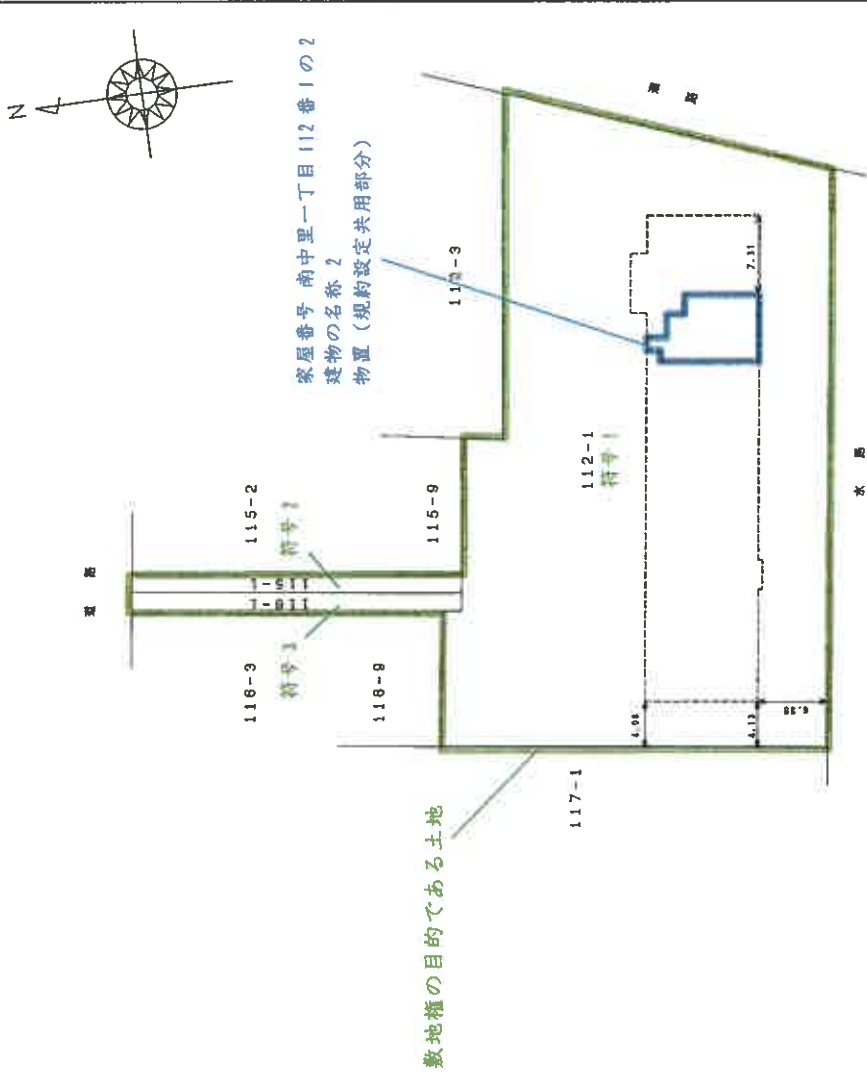 N
家屋番号 南中里一丁目112番1の2
建物の名称 2
物置（規約設定共用部分）
道路
道路
112-3
115-2
符号2
115-9
115-1
116-1
116-3
符号3
116-9
112-1
符号1
7.31
4.08
4.13
水路
117-1
敷地権の目的である土地